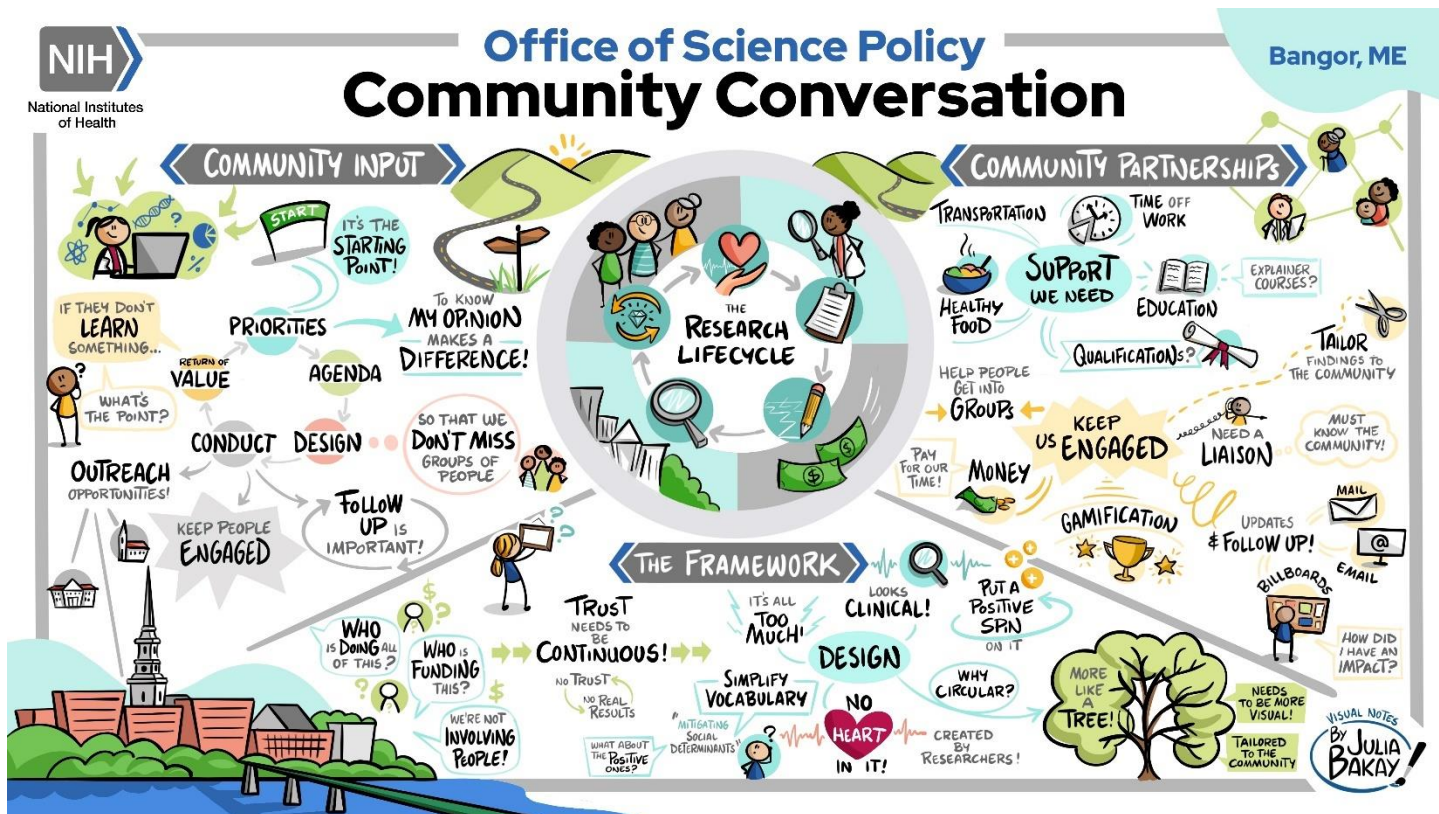 NIH
National Institutes
of Health
Office of Science Policy
Community Conversation
Bangor, ME
COMMUNITY INPUT
START
IT'S THE
STARTING
POINT!
?
%
IF THEY DON'T
LEARN
SOMETHING...
?
WHAT'S
THE POINT?
PRIORITIES
RETURN OF
VALUE
AGENDA
CONDUCT
DESIGN
TO KNOW
MY OPINION
MAKES A
DIFFERENCE!
SO THAT WE
DON'T MISS
GROUPS OF
PEOPLE
OUTREACH
OPPORTUNITIES!
KEEP PEOPLE
ENGAGED
FOLLOW
UP IS
IMPORTANT!
THE
RESEARCH
LIFECYCLE
$
$
COMMUNITY PARTNERSHIPS
TRANSPORTATION
TIME OFF
WORK
SUPPORT
WE NEED
HEALTHY
FOOD
EDUCATION
EXPLAINER
COURSES?
QUALIFICATIONS?
TAILOR
FINDINGS TO
THE COMMUNITY
HELP PEOPLE
GET INTO
GROUPS
KEEP
US ENGAGED
NEED A
LIAISON
MUST
KNOW THE
COMMUNITY!
PAY
FOR OUR
TIME!
MONEY
GAMIFICATION
UPDATES
& FOLLOW UP!
MAIL
@
EMAIL
BILLBOARDS
HOW DID
I HAVE AN
IMPACT?
THE FRAMEWORK
? ? ?
$
?
WHO
IS DOING ALL
OF THIS?
WHO IS
FUNDING
THIS?
?
$
WE'RE NOT
INVOLVING
PEOPLE!
TRUST
NEEDS TO
BE
CONTINUOUS!
NO TRUST
NO REAL
RESULTS
IT'S ALL
TOO
MUCH!
LOOKS
CLINICAL!
PUT A
POSITIVE
SPIN
ON IT
DESIGN
SIMPLIFY
VOCABULARY
"MITIGATING
SOCIAL
DETERMINANTS"
WHAT ABOUT
THE POSITIVE
ONES?
?
NO
HEART
IN IT!
CREATED
BY
RESEARCHERS!
WHY
CIRCULAR?
MORE
LIKE
A
TREE!
NEEDS
TO BE MORE
VISUAL!
TAILORED
TO THE
COMMUNITY
VISUAL NOTES
BY JULIA
BAKAY